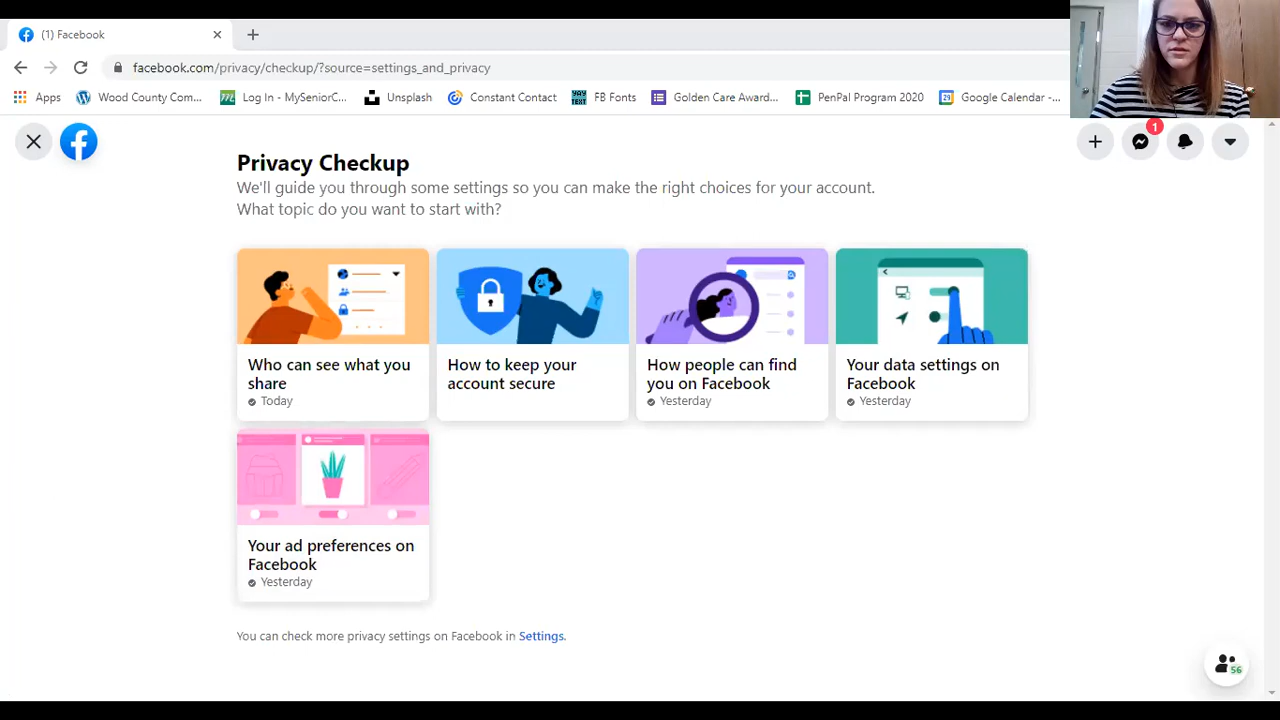 (1) Facebook
facebook.com/privacy/checkup/?source=settings_and_privacy
Apps Wood County Com... Log In - MySeniorC... Unsplash Constant Contact YAY TEXT FB Fonts Golden Care Award... PenPal Program 2020 Google Calendar -...
1
Privacy Checkup
We'll guide you through some settings so you can make the right choices for your account.
What topic do you want to start with?
Who can see what you
share
Today
How to keep your
account secure
How people can find
you on Facebook
Yesterday
Your data settings on
Facebook
Yesterday
Your ad preferences on
Facebook
Yesterday
You can check more privacy settings on Facebook in Settings.
56